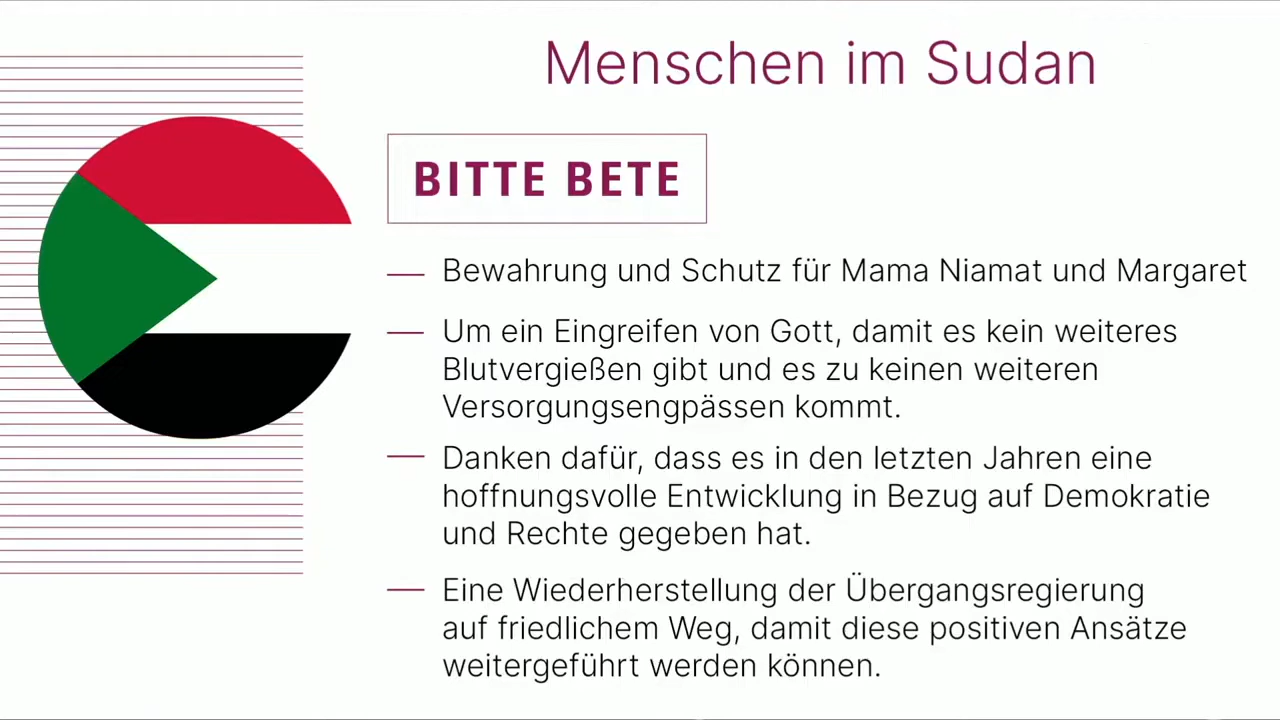 Menschen im Sudan
BITTE BETE
— Bewahrung und Schutz für Mama Niamat und Margaret
— Um ein Eingreifen von Gott, damit es kein weiteres
Blutvergießen gibt und es zu keinen weiteren
Versorgungsengpässen kommt.
— Danken dafür, dass es in den letzten Jahren eine
hoffnungsvolle Entwicklung in Bezug auf Demokratie
und Rechte gegeben hat.
— Eine Wiederherstellung der Übergangsregierung
auf friedlichem Weg, damit diese positiven Ansätze
weitergeführt werden können.